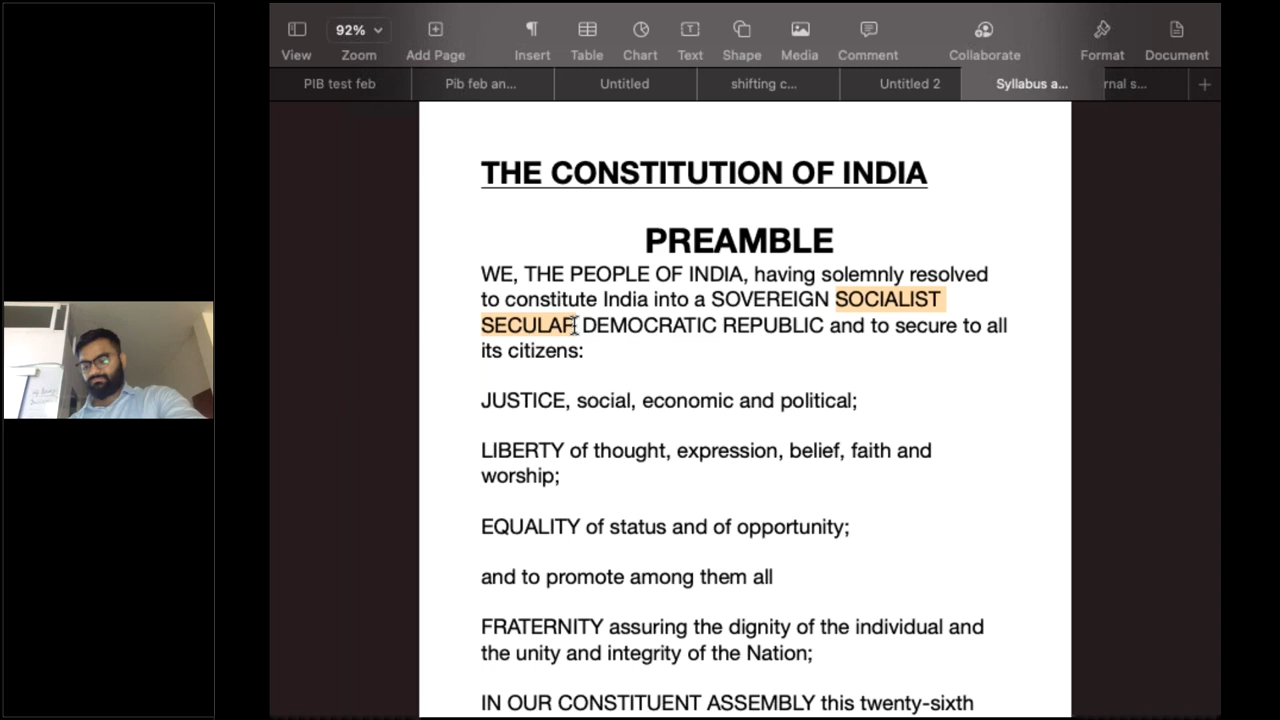 92%
View
Zoom
Add Page
Insert
Table
Chart
Text
Shape
Media
Comment
Collaborate
Format
Document
PIB test feb
Pib feb an...
Untitled
shifting c...
Untitled 2
Syllabus a...
rnal s...
THE CONSTITUTION OF INDIA
PREAMBLE
WE, THE PEOPLE OF INDIA, having solemnly resolved
to constitute India into a SOVEREIGN SOCIALIST
SECULAR DEMOCRATIC REPUBLIC and to secure to all
its citizens:
JUSTICE, social, economic and political;
LIBERTY of thought, expression, belief, faith and
worship;
EQUALITY of status and of opportunity;
and to promote among them all
FRATERNITY assuring the dignity of the individual and
the unity and integrity of the Nation;
IN OUR CONSTITUENT ASSEMBLY this twenty-sixth